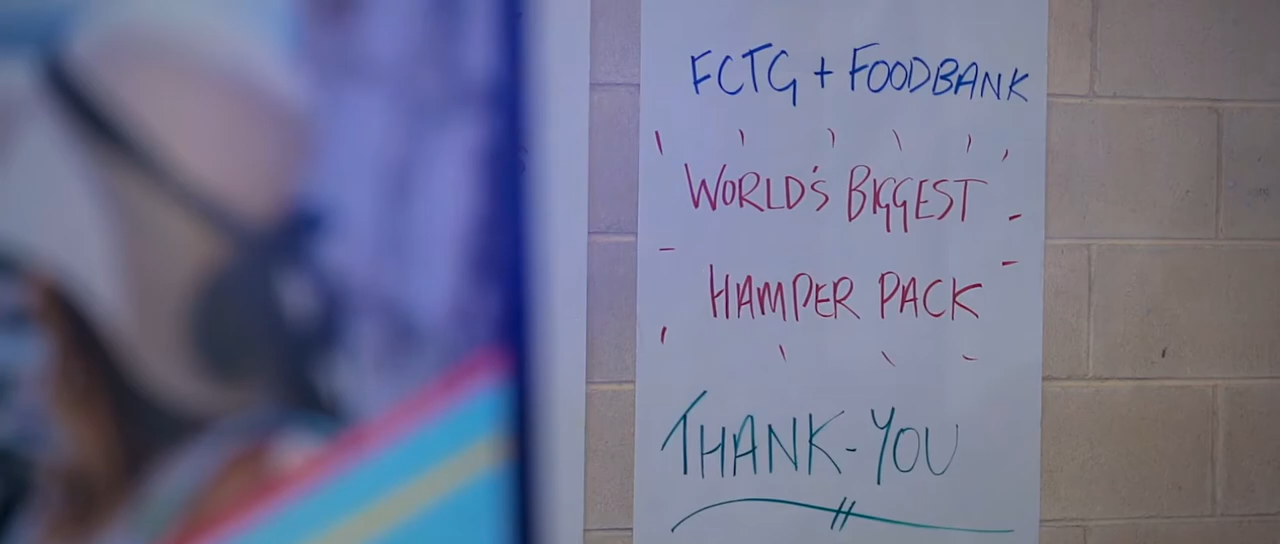 FCTG + FOODBANK
WORLD'S BIGGEST
HAMPER PACK
THANK-YOU